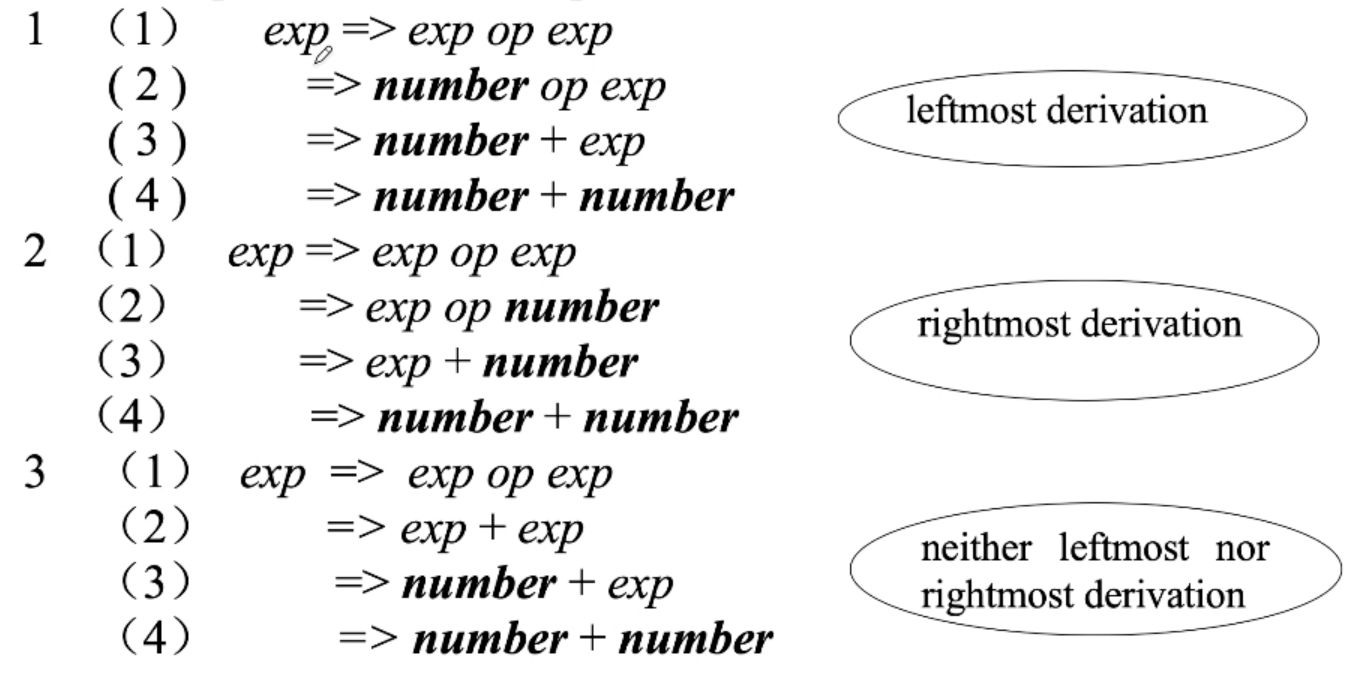 1 （1） exp => exp op exp
(2) => number op exp
(3) => number + exp
(4) => number + number
leftmost derivation
2 （1） exp => exp op exp
(2) => exp op number
(3) => exp + number
(4) => number + number
rightmost derivation
3 （1） exp => exp op exp
(2) => exp + exp
(3) => number + exp
(4) => number + number
neither leftmost nor
rightmost derivation